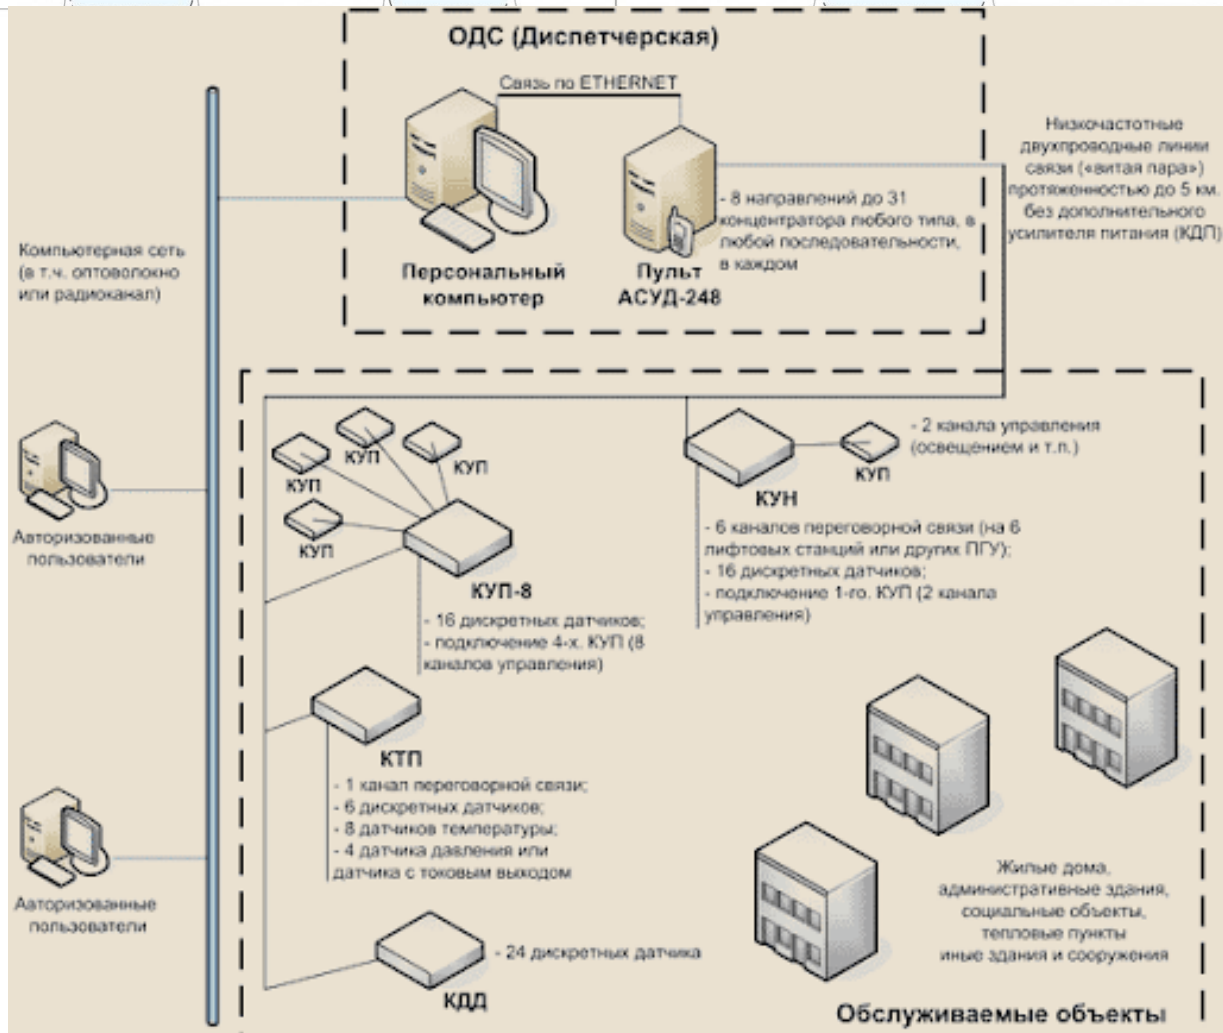 ОДС (Диспетчерская)
Связь по ETHERNET
Низкочастотные
двухпроводные линии
связи («витая пара»)
протяженностью до 5 км.
без дополнительного
усилителя питания (КДП)
- 8 направлений до 31
концентратора любого типа, в
любой последовательности,
в каждом
Персональный
компьютер
Пульт
АСУД-248
Компьютерная сеть
(в т.ч. оптоволокно
или радиоканал)
КУП
КУП
КУП
КУП
КУП-8
- 16 дискретных датчиков;
- подключение 4-х. КУП (8
каналов управления)
КУН
КУП
- 2 канала управления
(освещением и т.п.)
- 6 каналов переговорной связи (на 6
лифтовых станций или других ПГУ);
- 16 дискретных датчиков;
- подключение 1-го. КУП (2 канала
управления)
Авторизованные
пользователи
КТП
- 1 канал переговорной связи;
- 6 дискретных датчиков;
- 8 датчиков температуры;
- 4 датчика давления или
датчика с токовым выходом
Авторизованные
пользователи
КДД
- 24 дискретных датчика
Жилые дома,
административные здания,
социальные объекты,
тепловые пункты
иные здания и сооружения
Обслуживаемые объекты